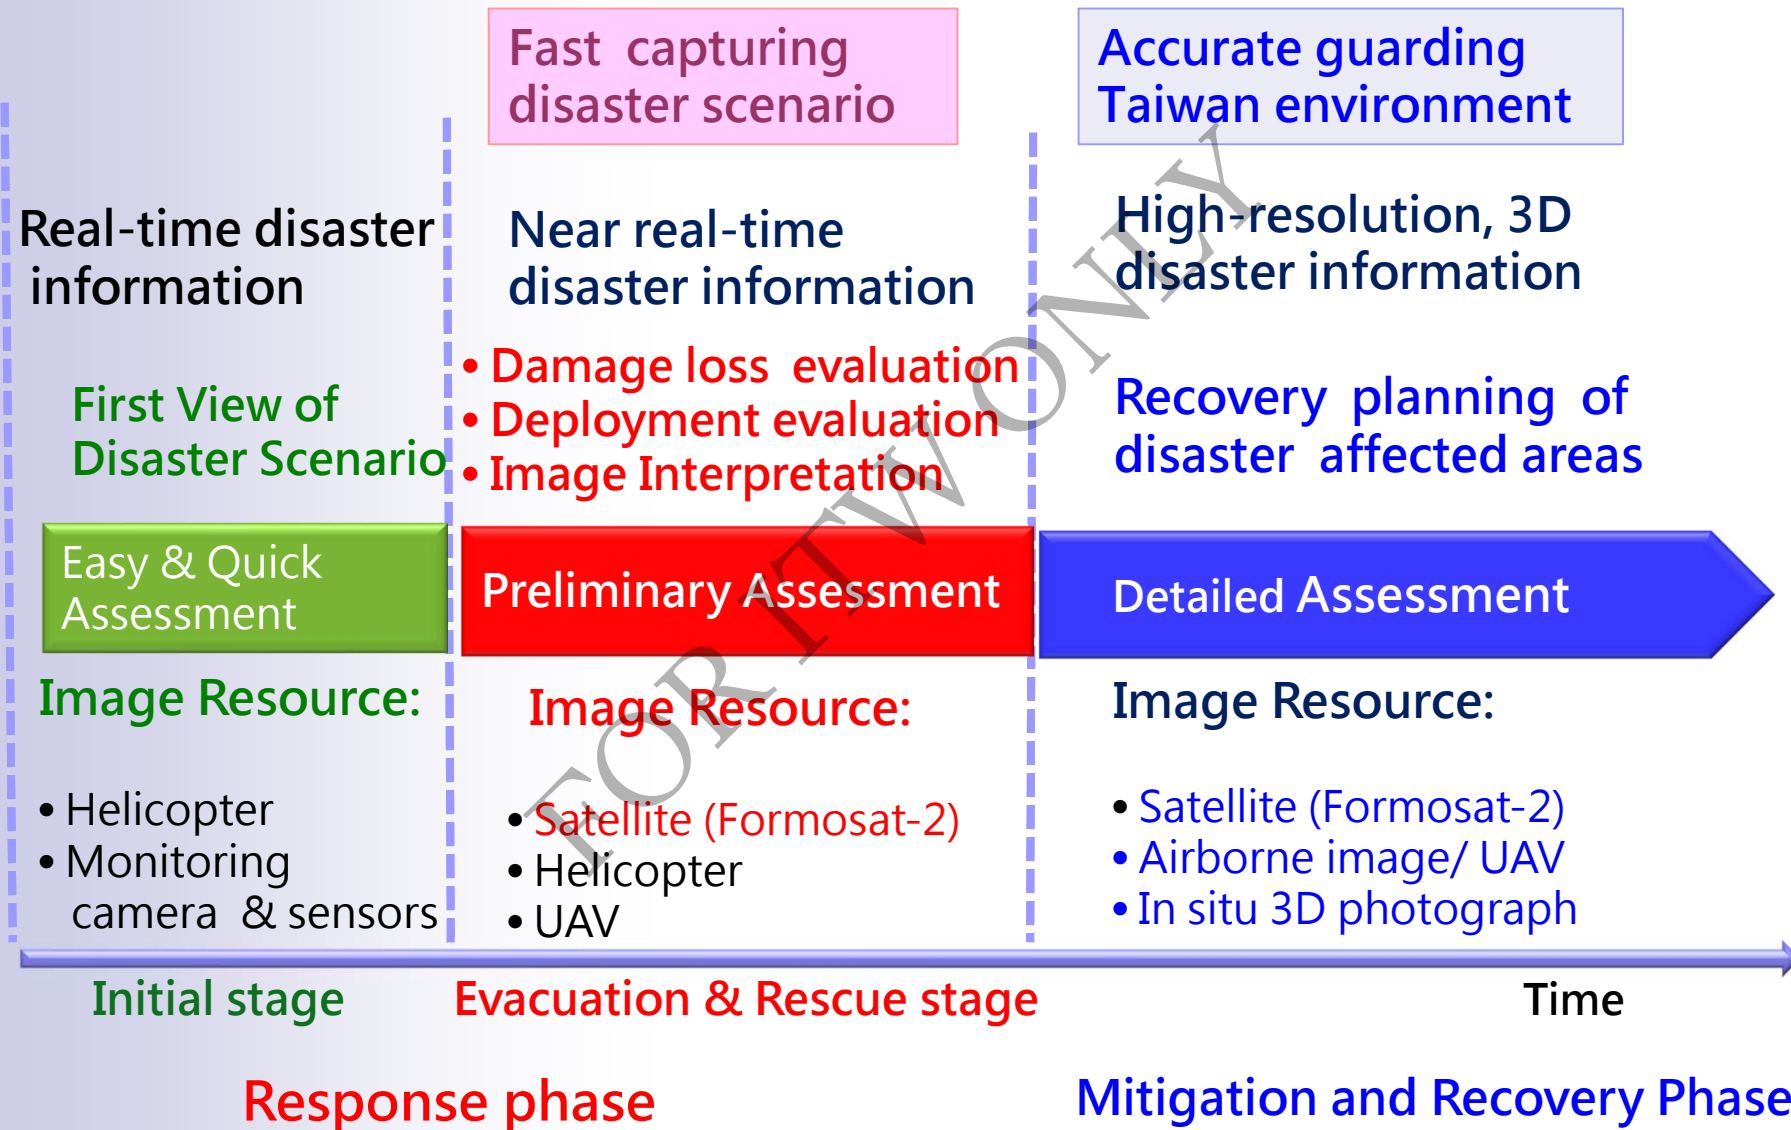 Fast capturing
disaster scenario
Accurate guarding
Taiwan environment
Real-time disaster
information
Near real-time
disaster information
High-resolution, 3D
disaster information
First View of
Disaster Scenario
• Damage loss evaluation
• Deployment evaluation
• Image Interpretation
Recovery planning of
disaster affected areas
Easy & Quick
Assessment
Preliminary Assessment
Detailed Assessment
Image Resource:
• Helicopter
• Monitoring
camera & sensors
Image Resource:
• Satellite (Formosat-2)
• Helicopter
• UAV
Image Resource:
• Satellite (Formosat-2)
• Airborne image/ UAV
• In situ 3D photograph
Initial stage
Evacuation & Rescue stage
Time
Response phase
Mitigation and Recovery Phase
FOR ITW ONLY